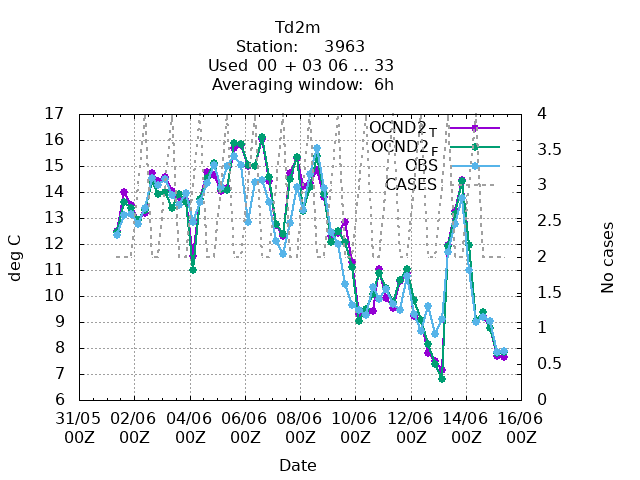 Td2m
Station: 3963
Used 00 + 03 06 ... 33
Averaging window: 6h
17
16
15
14
13
12
11
10
9
8
7
6
deg C
4
3.5
3
2.5
2
1.5
1
0.5
0
No cases
OCND2_T
OCND2_F
OBS
CASES
31/05 02/06 04/06 06/06 08/06 10/06 12/06 14/06 16/06
00Z 00Z 00Z 00Z 00Z 00Z 00Z 00Z 00Z
Date